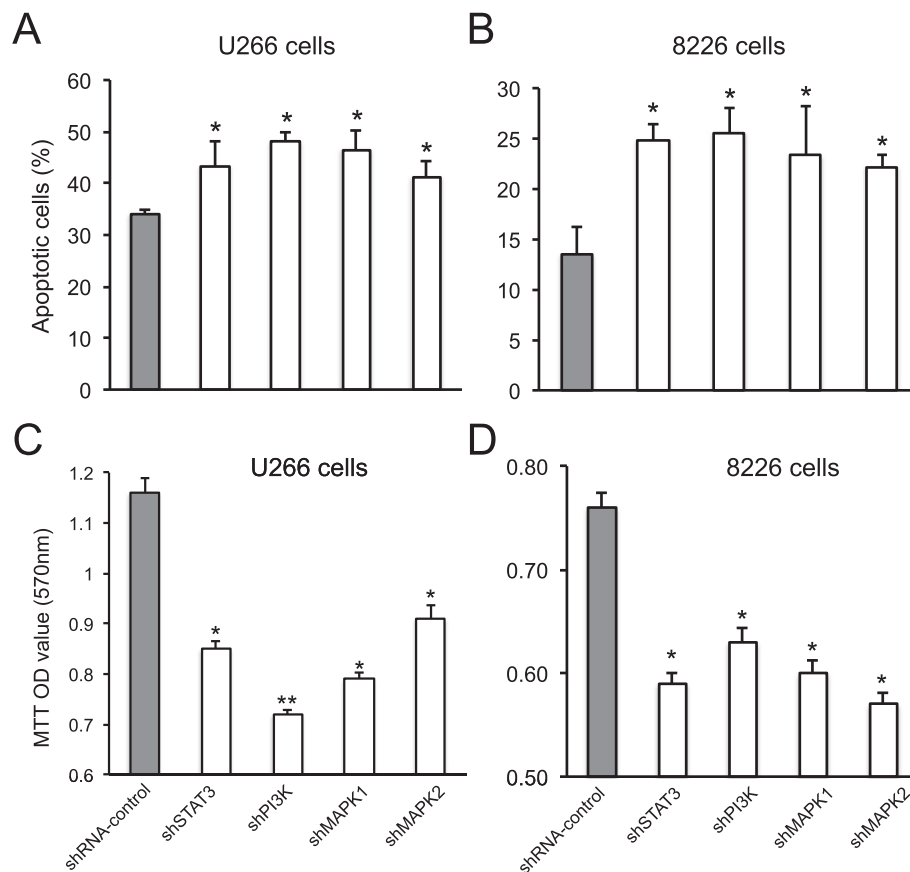 A
U266 cells
B
8226 cells
Apoptotic cells (%)
60
50
40
30
20
10
0
* * * *
30
25
20
15
10
5
0
* * * *
C
U266 cells
D
8226 cells
MTT OD value (570nm)
1.2
1.1
1
0.9
0.8
0.7
0.6
* ** * *
0.80
0.70
0.60
0.50
* * * *
shRNA-control
shSTAT3
shPI3K
shMAPK1
shMAPK2
shRNA-control
shSTAT3
shPI3K
shMAPK1
shMAPK2